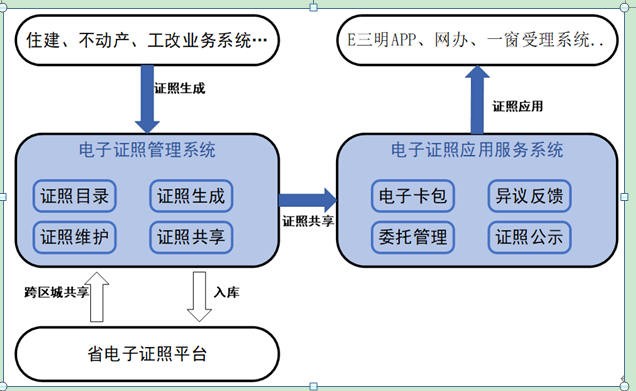 住建、不动产、工改业务系统…
E三明APP、网办、一窗受理系统..
证照生成
证照应用
电子证照管理系统
证照目录 证照生成
证照维护 证照共享
证照共享
电子证照应用服务系统
电子卡包 异议反馈
委托管理 证照公示
跨区城共享
入库
省电子证照平台